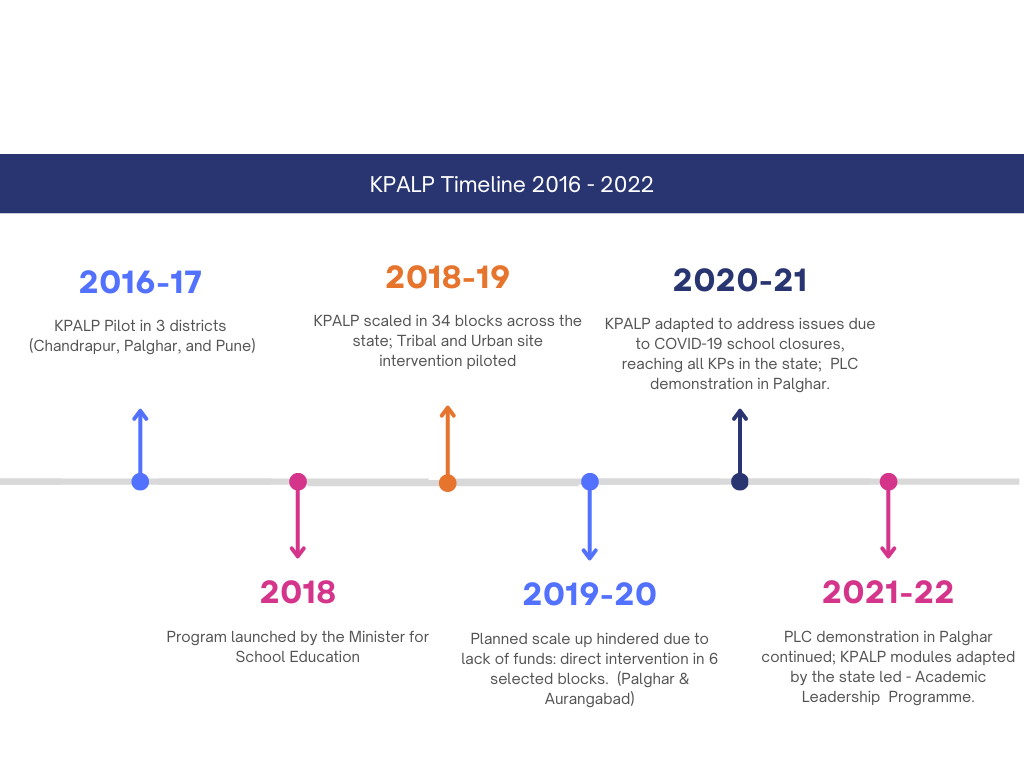 KPALP Timeline 2016 - 2022
2016-17
KPALP Pilot in 3 districts
(Chandrapur, Palghar, and Pune)
2018
Program launched by the Minister for
School Education
2018-19
KPALP scaled in 34 blocks across the
state; Tribal and Urban site
intervention piloted
2019-20
Planned scale up hindered due to
lack of funds: direct intervention in 6
selected blocks.  (Palghar &
Aurangabad)
2020-21
KPALP adapted to address issues due
to COVID-19 school closures,
reaching all KPs in the state;  PLC
demonstration in Palghar.
2021-22
PLC demonstration in Palghar
continued; KPALP modules adapted
by the state led - Academic
Leadership  Programme.